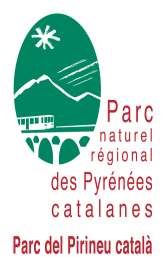 Parc
naturel
régional
des Pyrénées
catalanes
Parc del Pirineu català